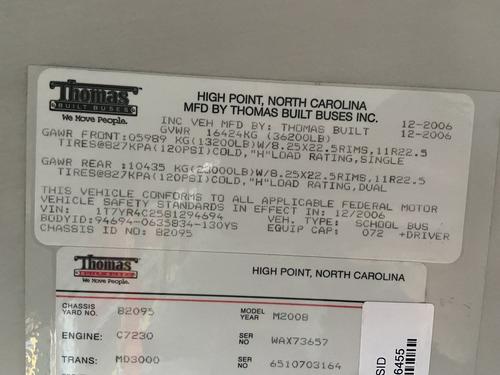 Thomas
BUILT BUSES
We Move People.
HIGH POINT, NORTH CAROLINA
MFD BY THOMAS BUILT BUSES INC.
INC VEH MFD BY: THOMAS BUILT 12-2006
GVWR 16424KG (36200LB) 12-2006
GAWR FRONT:05989 KG(13200LB)W/8.25X22.5RIMS,11R22.5
TIRES@827KPA(120PSI)COLD,"H"LOAD RATING,SINGLE
GAWR REAR :10435 KG(23000LB)W/8.25X22.5RIMS,11R22.5
TIRES@827KPA(120PSI)COLD,"H"LOAD RATING,DUAL
THIS VEHICLE CONFORMS TO ALL APPLICABLE FEDERAL MOTOR
VEHICLE SAFETY STANDARDS IN EFFECT IN: 12/2006
VIN: 1T7YR4C2581294694 VEH. TYPE: SCHOOL BUS
BODYID:94694-0635834-130YS EQUIP CAP: 072 +DRIVER
CHASSIS ID NO: 82095
Thomas
BUILT BUSES
We Move People.
HIGH POINT, NORTH CAROLINA
CHASSIS YARD NO. 82095 MODEL YEAR M2008
ENGINE: C7230 SER NO WAX73657
TRANS: MD3000 SER NO 6510703164
SID
6455